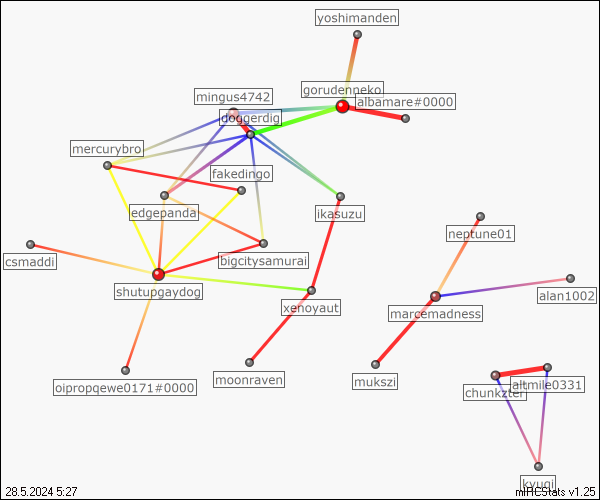 yoshimanden
gorudenneko
mingus4742
albamare#0000
doggerdig
mercurybro
fakedingo
edgepanda
ikasuzu
neptune01
csmaddi
bigcitysamurai
shutupgaydog
alan1002
xenoyaut
marcemadness
moonraven
mukszi
oipropqewe0171#0000
chunkzter
altmile0331
kyuqi
28.5.2024 5:27
mIRCStats v1.25